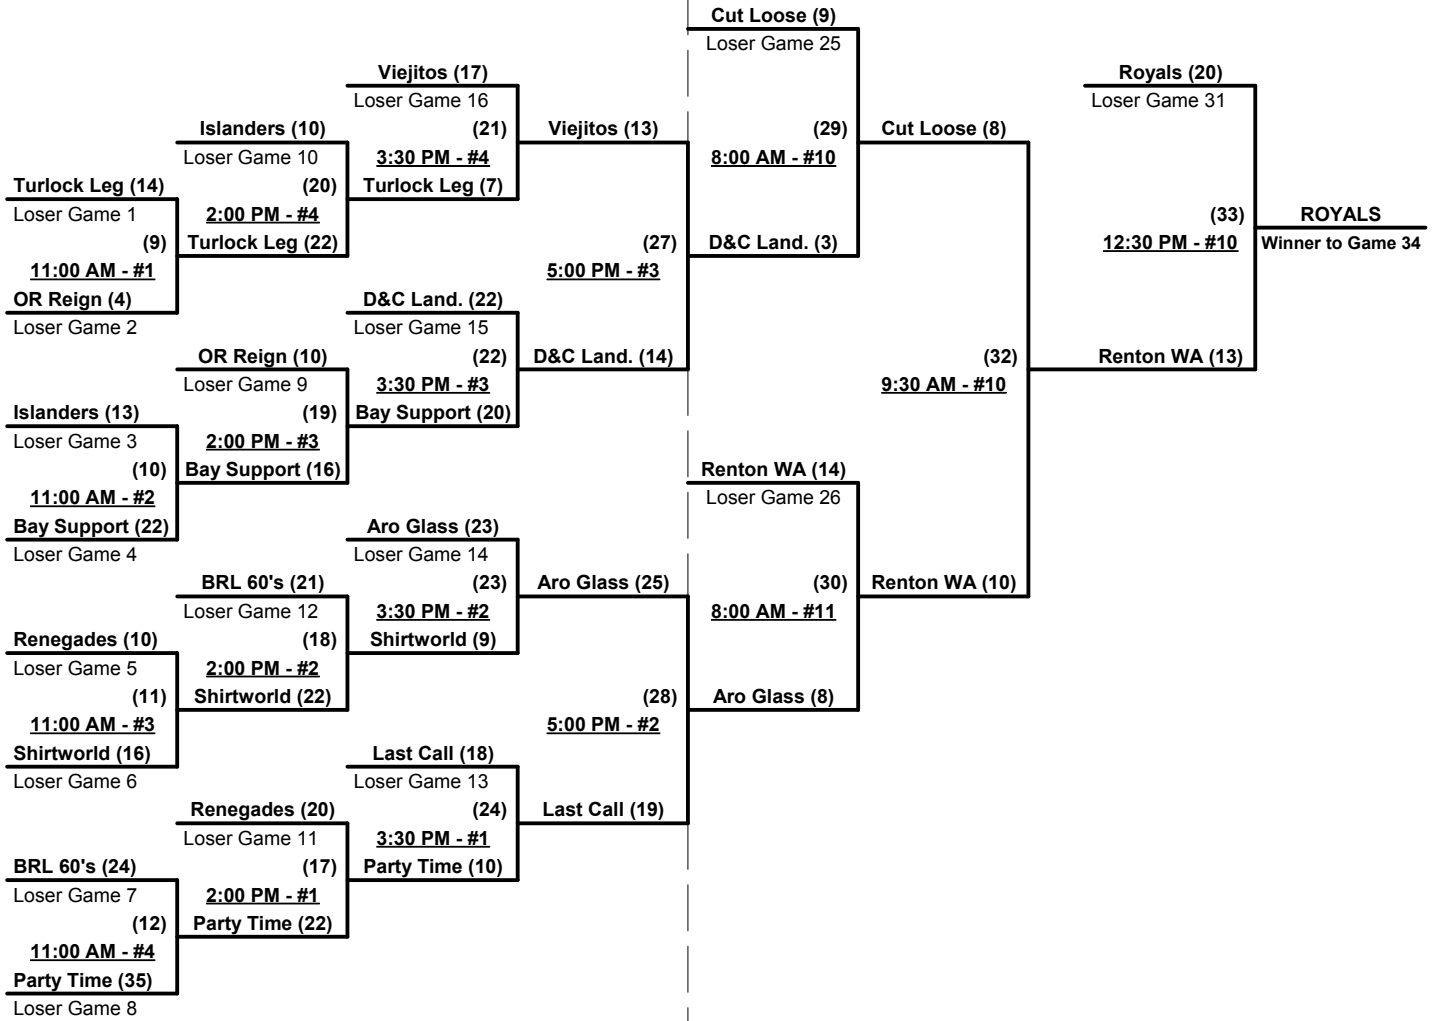 Cut Loose (9)
Loser Game 25
Viejitos (17)
Royals (20)
Loser Game 16
Loser Game 31
Islanders (10)
(21)
Viejitos (13)
(29)
Cut Loose (8)
Loser Game 10
3:30 PM - #4
8:00 AM - #10
Turlock Leg (14)
(20)
Turlock Leg (7)
Loser Game 1
2:00 PM - #4
(33)
ROYALS
(9)
Turlock Leg (22)
(27)
D&C Land. (3)
12:30 PM - #10
Winner to Game 34
11:00 AM - #1
5:00 PM - #3
OR Reign (4)
D&C Land. (22)
Loser Game 2
Loser Game 15
OR Reign (10)
(22)
D&C Land. (14)
(32)
Renton WA (13)
Loser Game 9
3:30 PM - #3
9:30 AM - #10
Islanders (13)
(19)
Bay Support (20)
Loser Game 3
2:00 PM - #3
(10)
Bay Support (16)
Renton WA (14)
11:00 AM - #2
Loser Game 26
Bay Support (22)
Aro Glass (23)
Loser Game 4
Loser Game 14
BRL 60's (21)
(23)
Aro Glass (25)
(30)
Renton WA (10)
Loser Game 12
3:30 PM - #2
8:00 AM - #11
Renegades (10)
(18)
Shirtworld (9)
Loser Game 5
2:00 PM - #2
(11)
Shirtworld (22)
(28)
Aro Glass (8)
11:00 AM - #3
5:00 PM - #2
Shirtworld (16)
Last Call (18)
Loser Game 6
Loser Game 13
Renegades (20)
(24)
Last Call (19)
Loser Game 11
3:30 PM - #1
BRL 60's (24)
(17)
Party Time (10)
Loser Game 7
2:00 PM - #1
(12)
Party Time (22)
11:00 AM - #4
Party Time (35)
Loser Game 8